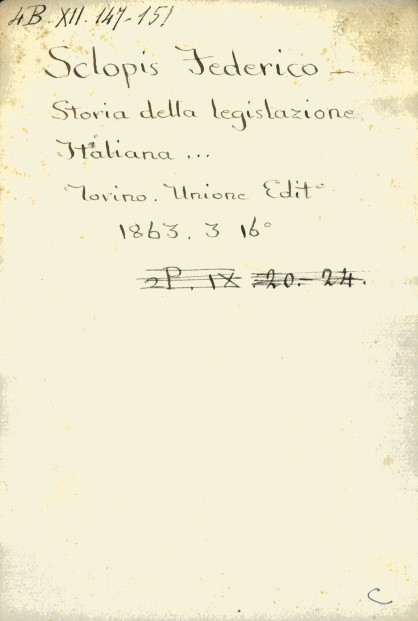 4B. XII. 147-151
Sclopis Federico —
Storia della legislazione
Italiana ...
Torino. Unione Edit.e
1863. 3 16°
2P. IX 20.- 24.
C